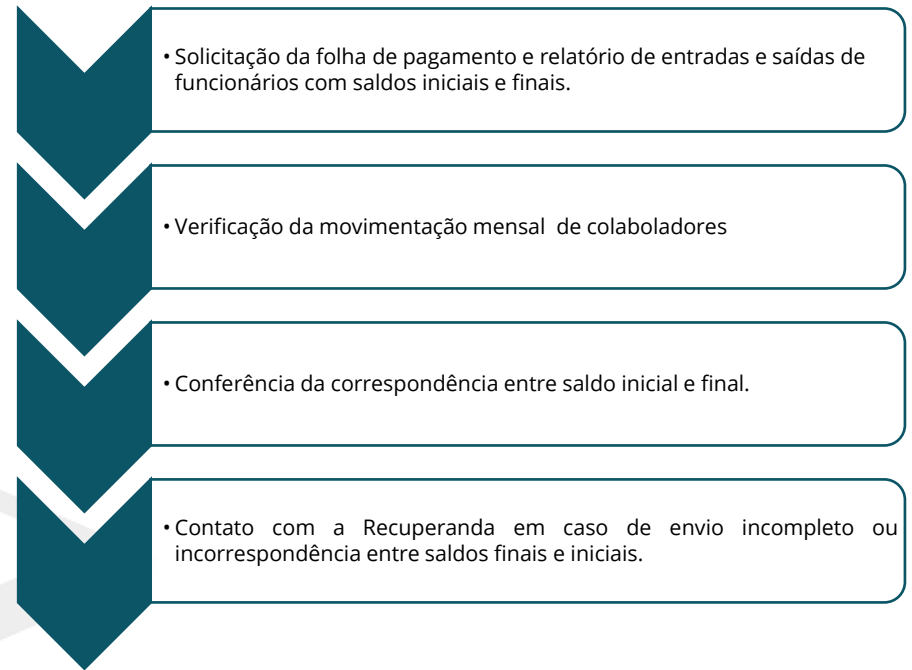 • Solicitação da folha de pagamento e relatório de entradas e saídas de
funcionários com saldos iniciais e finais.
• Verificação da movimentação mensal  de colaboladores
• Conferência da correspondência entre saldo inicial e final.
• Contato com a Recuperanda em caso de envio incompleto ou
incorrespondência entre saldos finais e iniciais.